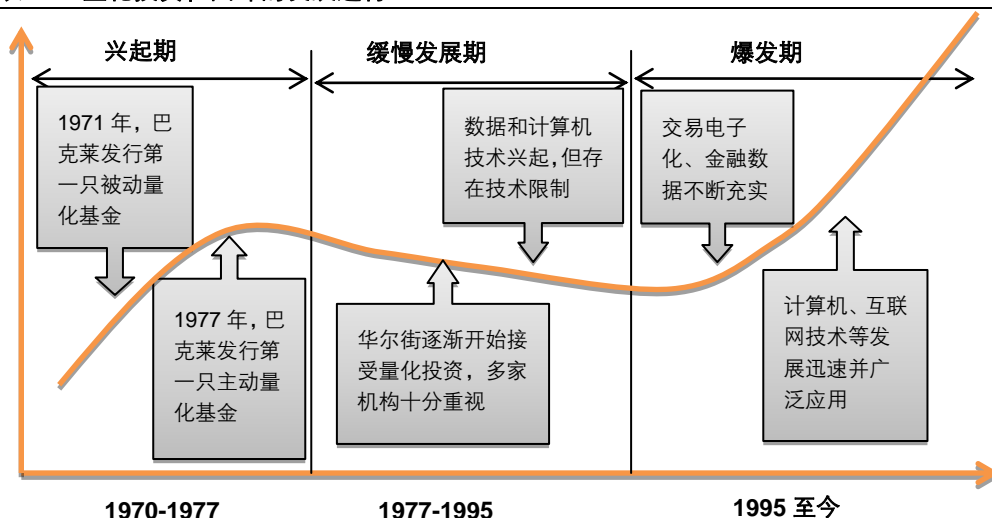 兴起期
缓慢发展期
爆发期
1971 年，巴
克莱发行第
一只被动量
化基金
数据和计算机
技术兴起，但存
在技术限制
交易电子
化、金融数
据不断充实
1977 年，巴
克莱发行第
一只主动量
化基金
华尔街逐渐开始接
受量化投资，多家
机构十分重视
计算机、互联
网技术等发
展迅速并广
泛应用
1970-1977
1977-1995
1995 至今